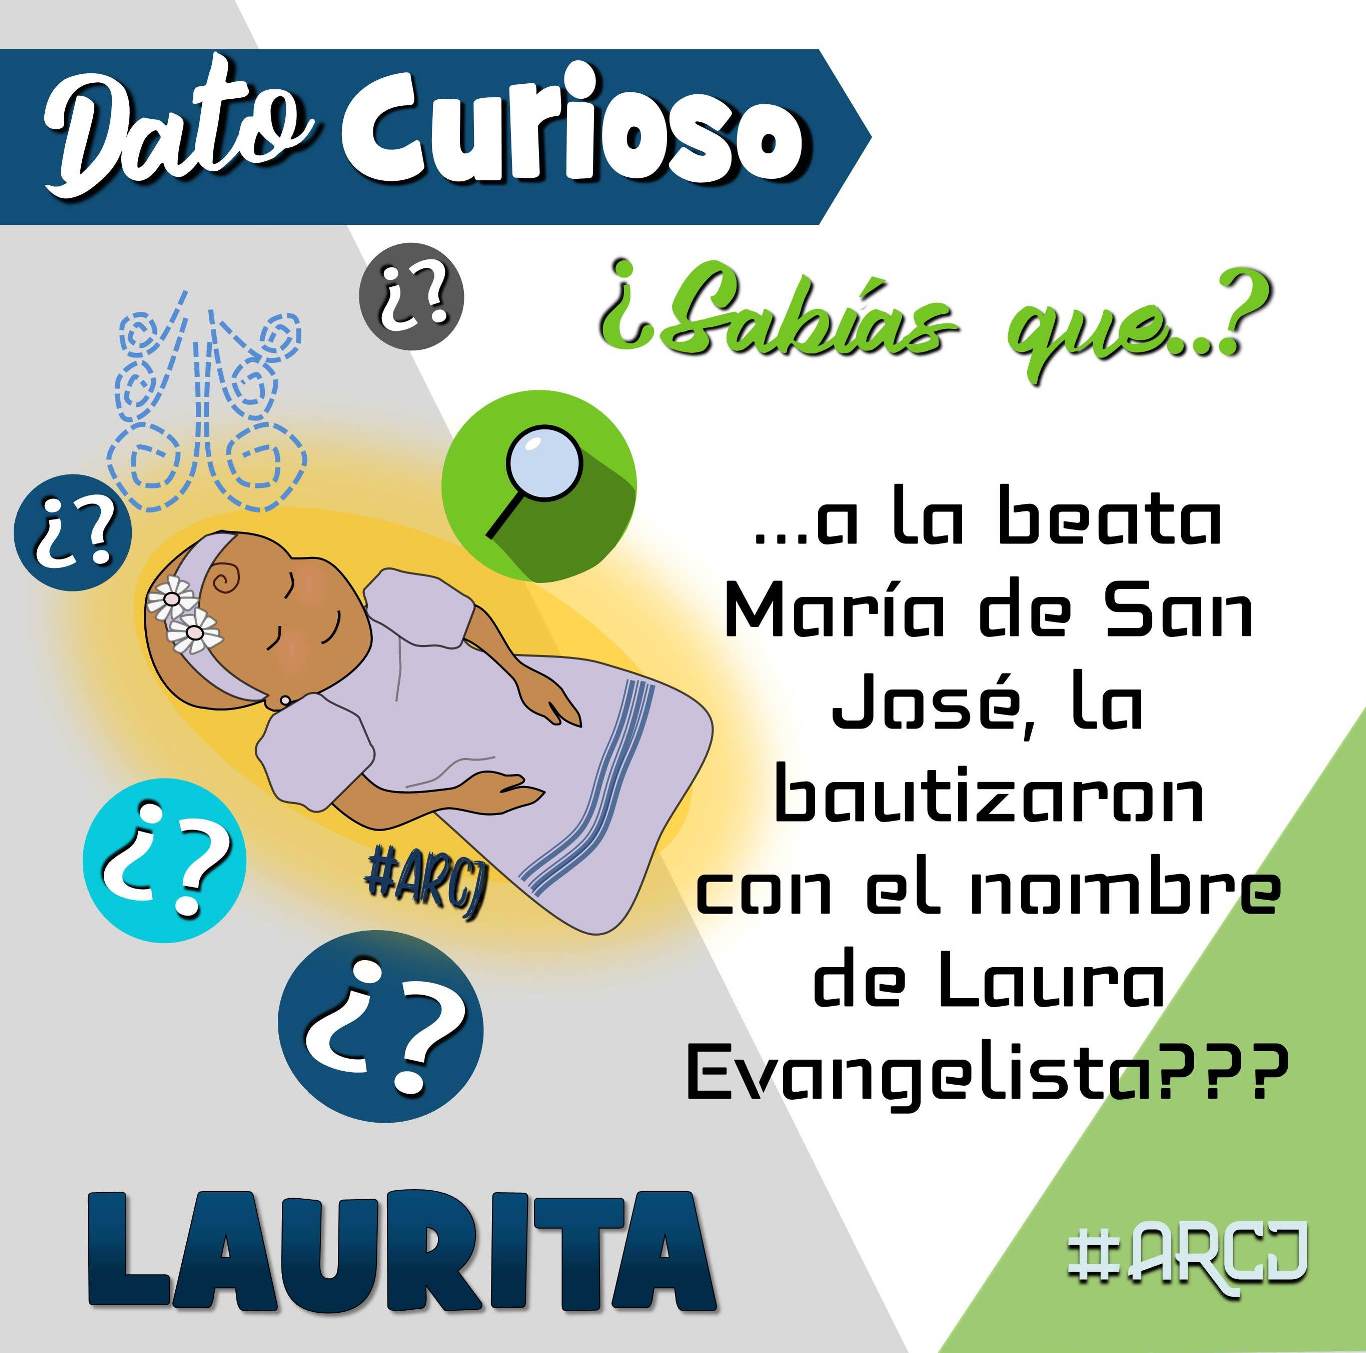 Dato Curioso
¿?
¿Sabías que..?
¿?
...a la beata
María de San
José, la
bautizaron
con el nombre
de Laura
Evangelista???
¿?
#ARCJ
¿?
LAURITA
#ARCJ